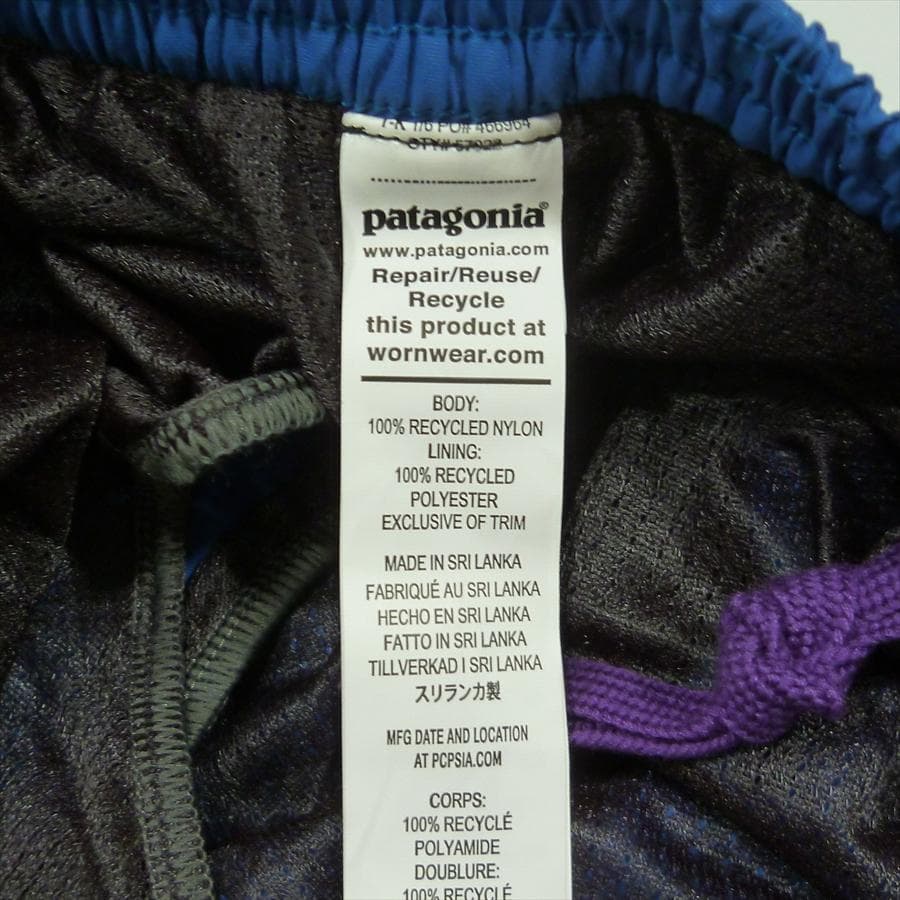 PO# 466964
patagonia®
www.patagonia.com
Repair/Reuse/
Recycle
this product at
wornwear.com
BODY:
100% RECYCLED NYLON
LINING:
100% RECYCLED
POLYESTER
EXCLUSIVE OF TRIM
MADE IN SRI LANKA
FABRIQUÉ AU SRI LANKA
HECHO EN SRI LANKA
FATTO IN SRI LANKA
TILLVERKAD I SRI LANKA
スリランカ製
MFG DATE AND LOCATION
AT PCPSIA.COM
CORPS:
100% RECYCLÉ
POLYAMIDE
DOUBLURE:
100% RECYCLÉ